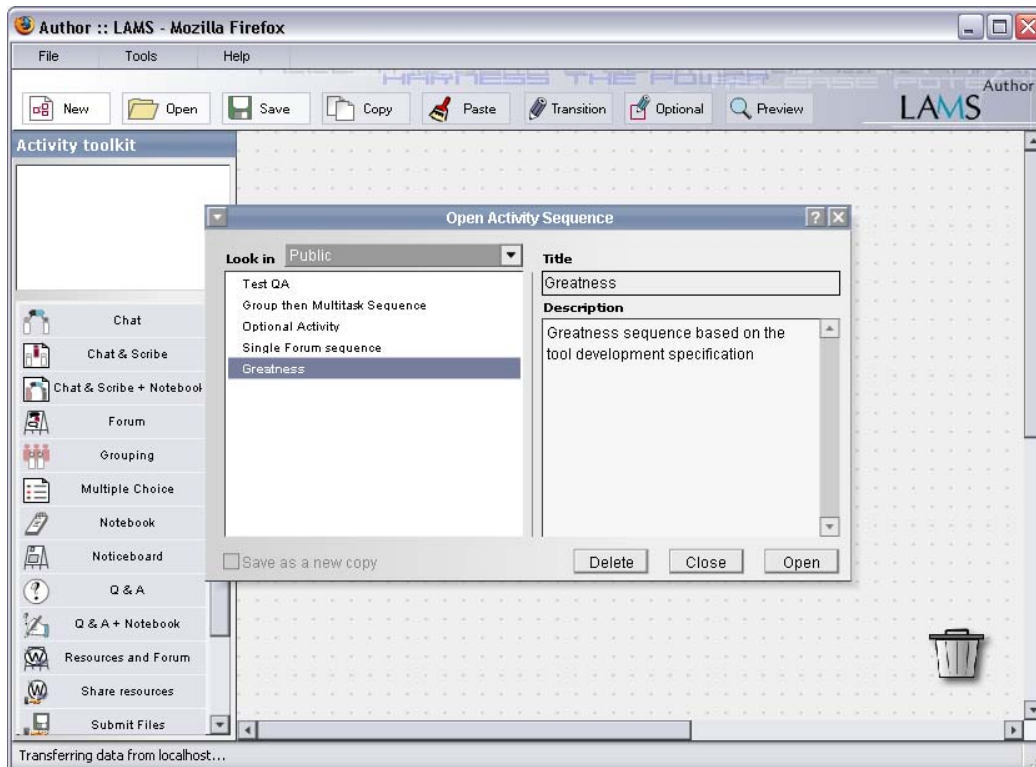 Author :: LAMS - Mozilla Firefox
File Tools Help
HARNESS THE POWER
New Open Save Copy Paste Transition Optional Preview
Author
LAMS
Activity toolkit
Open Activity Sequence
Look in Public
Title
Greatness
Description
Greatness sequence based on the
tool development specification
Test QA
Group then Multitask Sequence
Optional Activity
Single Forum sequence
Greatness
Save as a new copy
Delete Close Open
Chat
Chat & Scribe
Chat & Scribe + Notebook
Forum
Grouping
Multiple Choice
Notebook
Noticeboard
Q & A
Q & A + Notebook
Resources and Forum
Share resources
Submit Files
Transferring data from localhost...